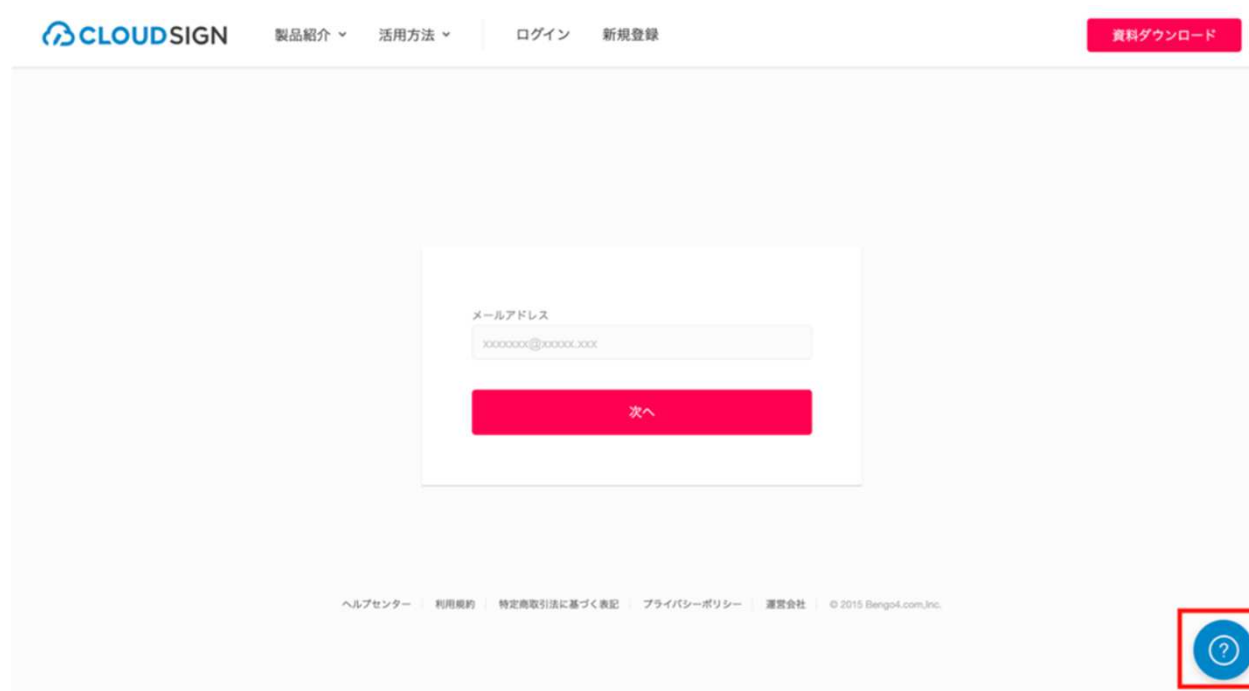 CLOUDSIGN 製品紹介 活用方法 ログイン 新規登録 資料ダウンロード
メールアドレス
xxxxxxx@xxxxx.xxx
次へ
ヘルプセンター 利用規約 特定商取引法に基づく表記 プライバシーポリシー 運営会社 © 2015 Bengo4.com,Inc.
?